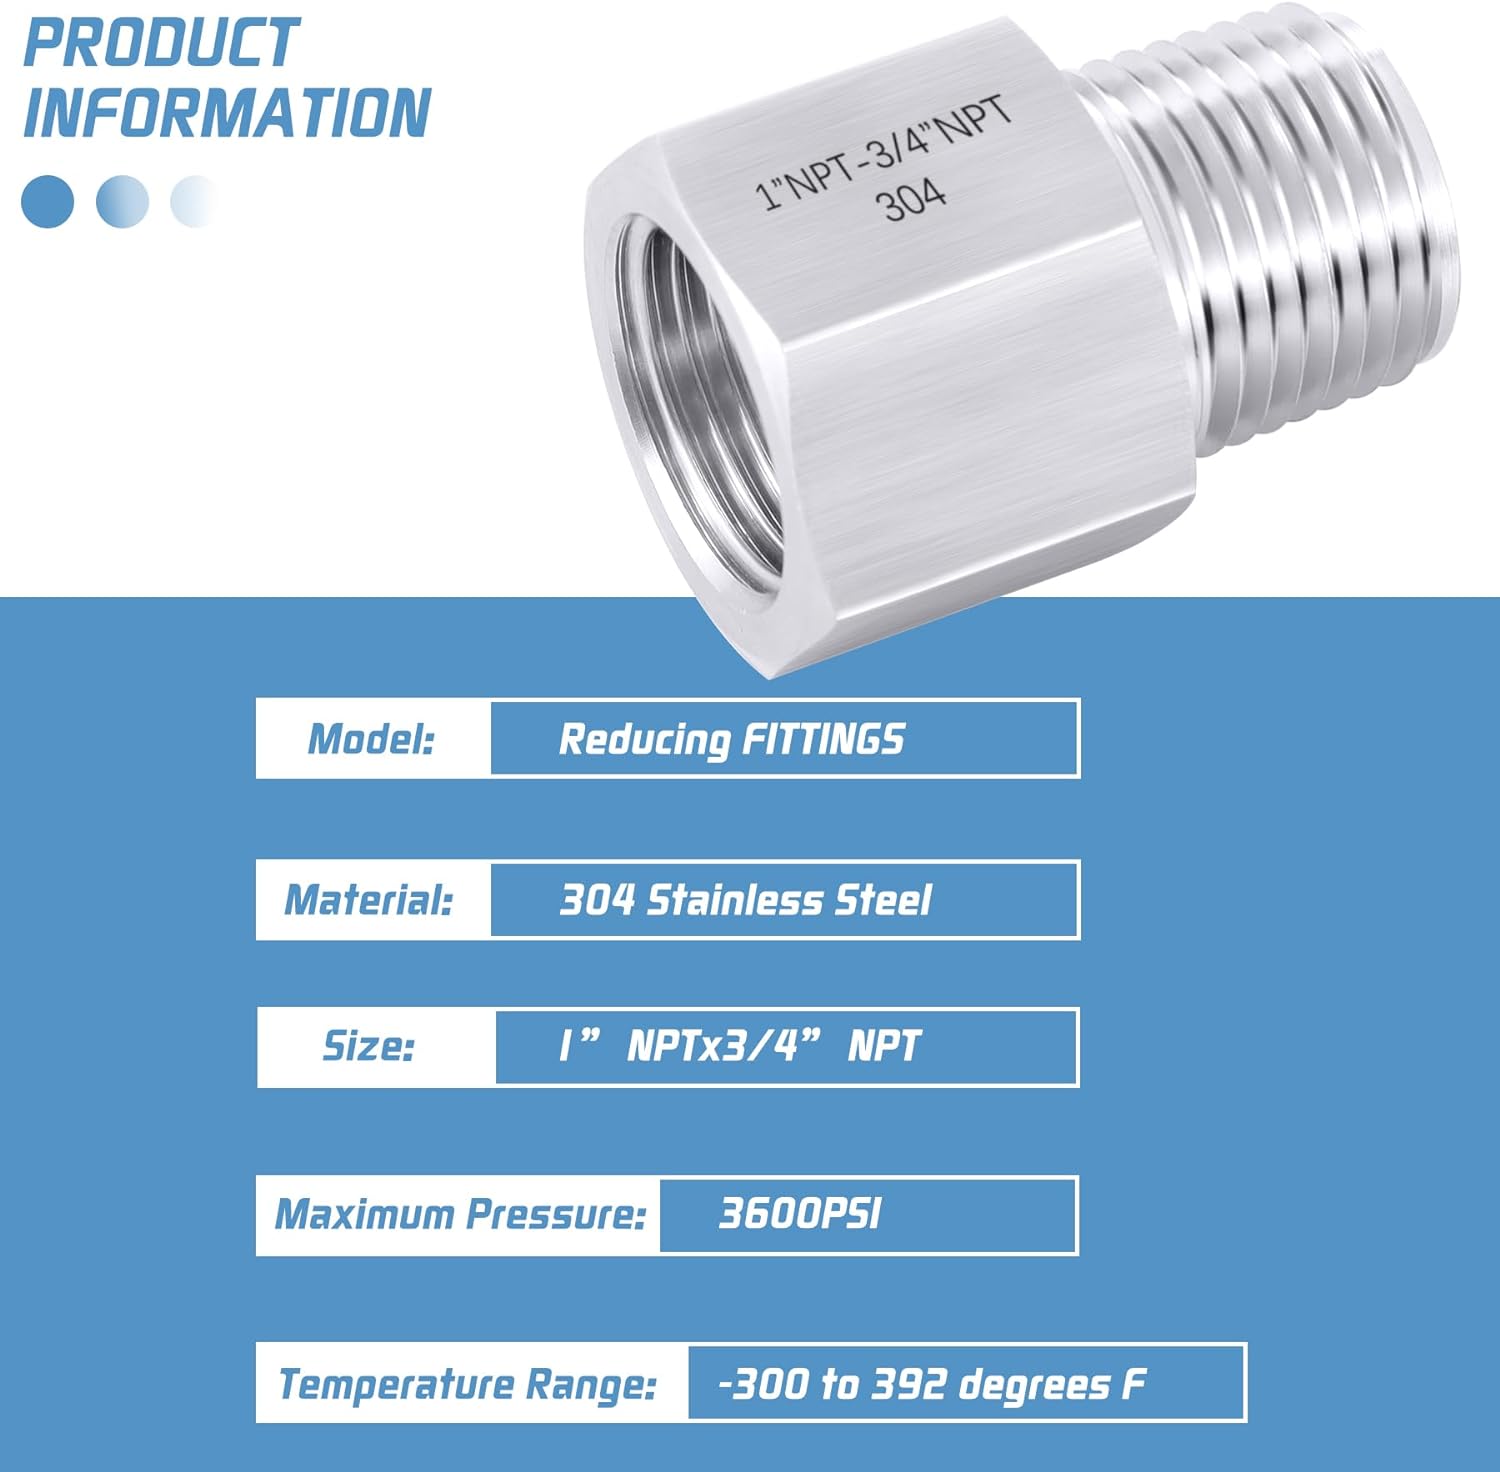 PRODUCT
INFORMATION
1”NPT-3/4”NPT
304
Model: Reducing FITTINGS
Material: 304 Stainless Steel
Size: 1” NPTx3/4” NPT
Maximum Pressure: 3600PSI
Temperature Range: -300 to 392 degrees F